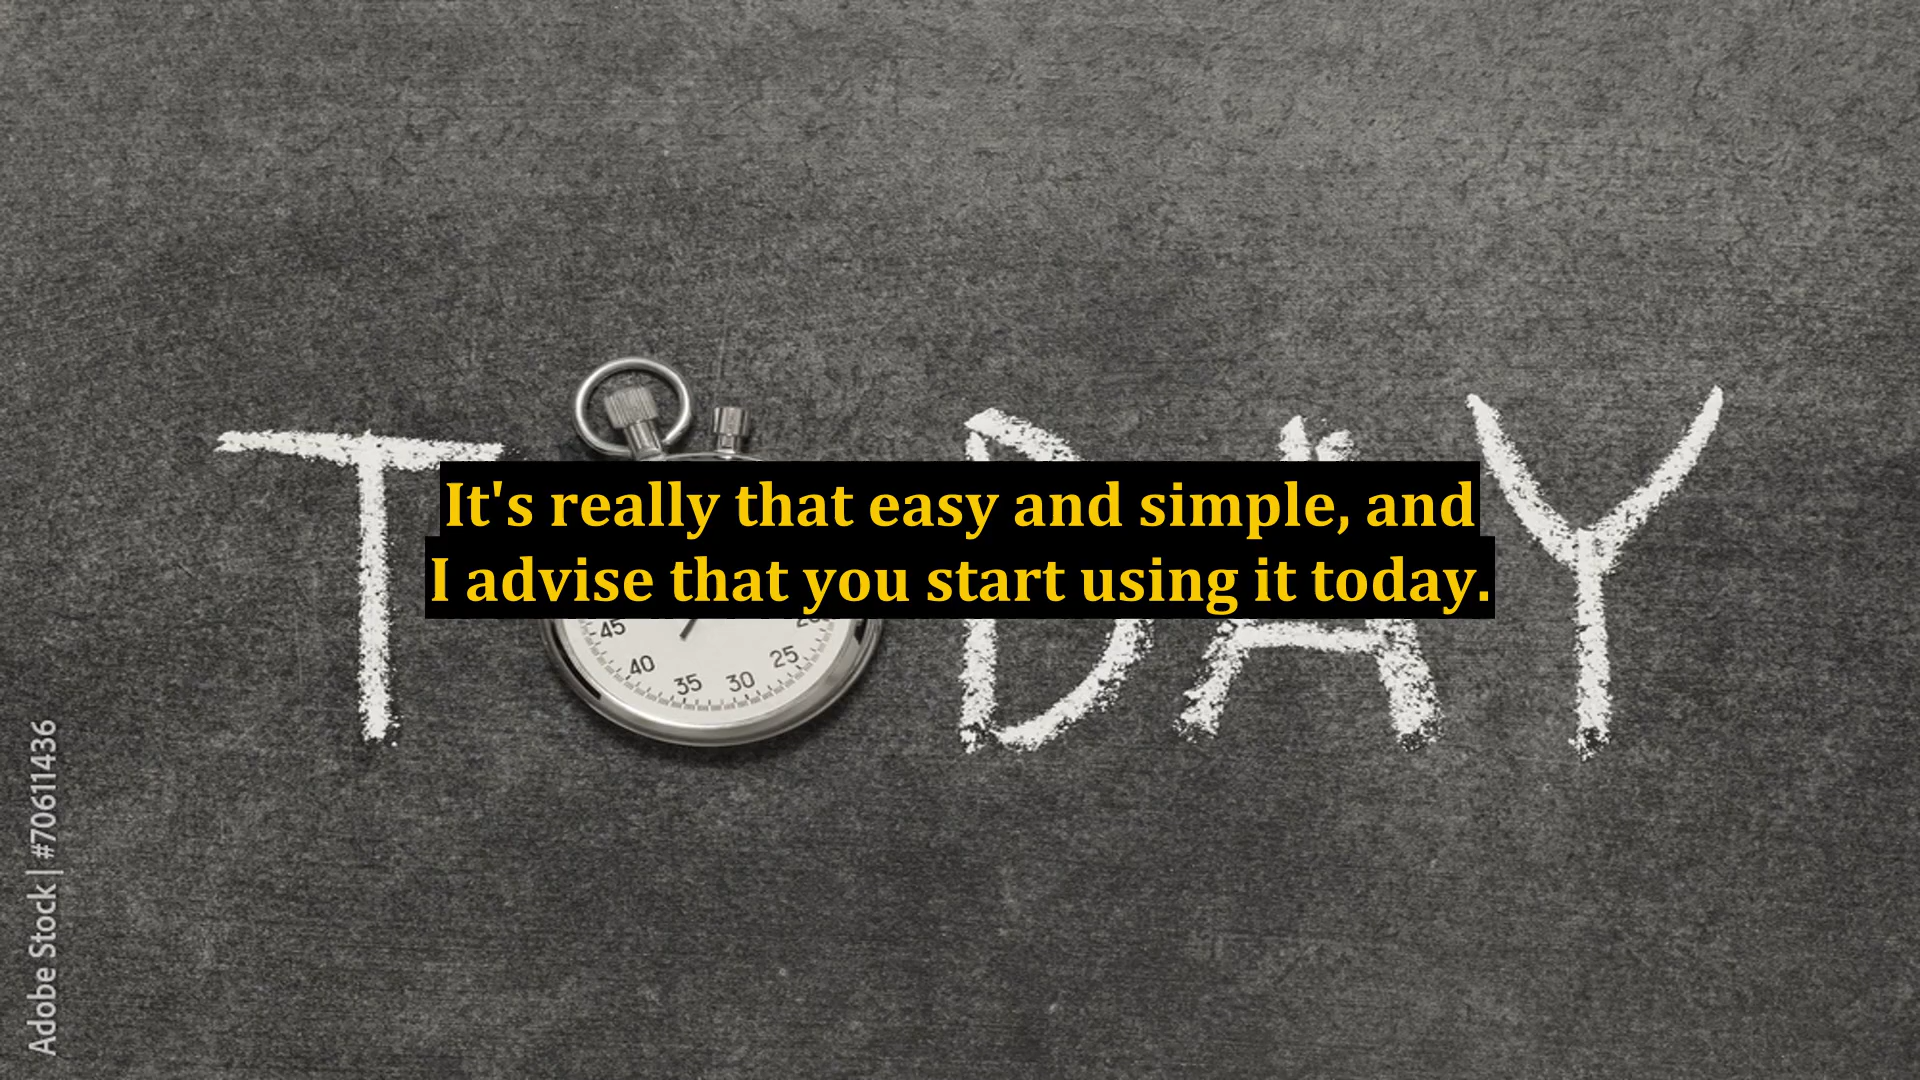 TODAY
It's really that easy and simple, and
I advise that you start using it today.
45
40
35
30
25
Adobe Stock | #70611436